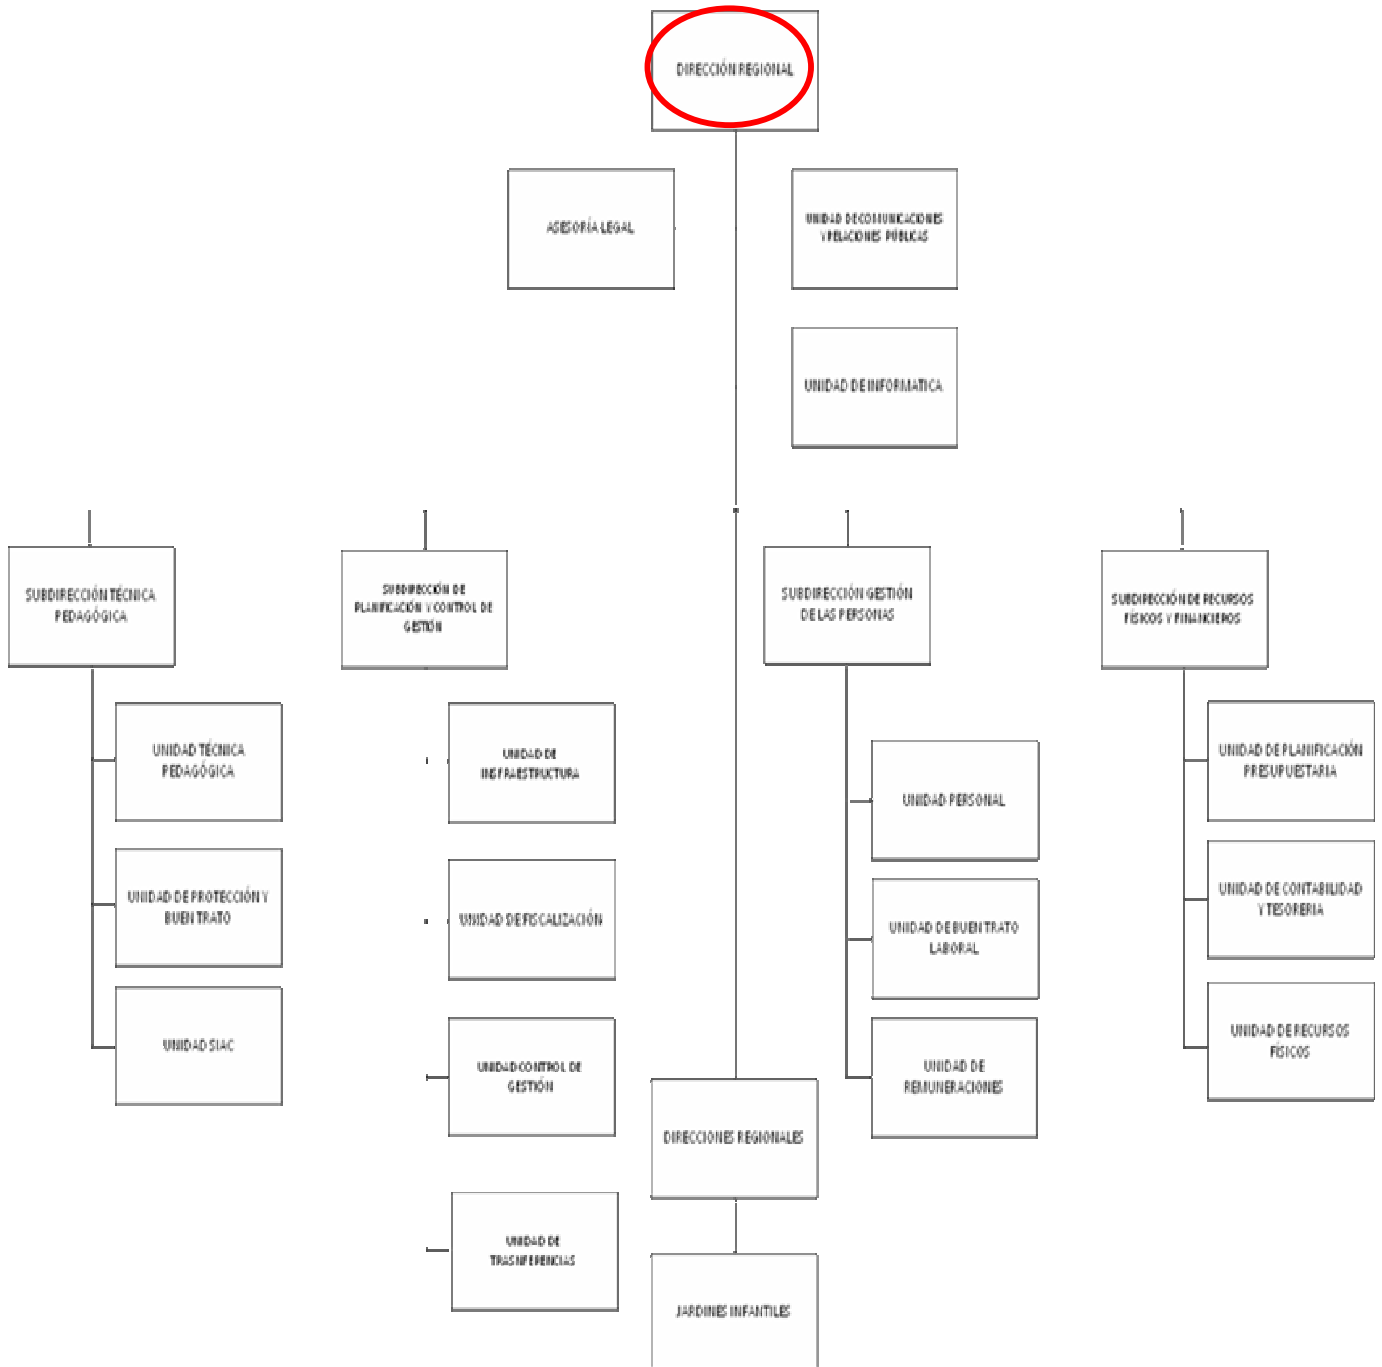 DIRECCIÓN REGIONAL
ASESORÍA LEGAL
UNIDAD DE COMUNICACIONES
Y RELACIONES PÚBLICAS
UNIDAD DE INFORMATICA
SUBDIRECCIÓN TÉCNICA
PEDAGÓGICA
SUBDIRECCIÓN DE
PLANIFICACIÓN Y CONTROL DE
GESTIÓN
SUBDIRECCIÓN GESTIÓN
DE LAS PERSONAS
SUBDIRECCIÓN DE RECURSOS
FÍSICOS Y FINANCIEROS
UNIDAD TÉCNICA
PEDAGÓGICA
UNIDAD DE PROTECCIÓN Y
BUEN TRATO
UNIDAD SIAC
UNIDAD DE
INSFRAESTRUCTURA
UNIDAD DE FISCALIZACIÓN
UNIDAD CONTROL DE
GESTIÓN
UNIDAD DE
TRASNFERENCIAS
DIRECCIONES REGIONALES
JARDINES INFANTILES
UNIDAD PERSONAL
UNIDAD DE BUEN TRATO
LABORAL
UNIDAD DE
REMUNERACIONES
UNIDAD DE PLANIFICACIÓN
PRESUPUESTARIA
UNIDAD DE CONTABILIDAD
Y TESORERIA
UNIDAD DE RECURSOS
FÍSICOS